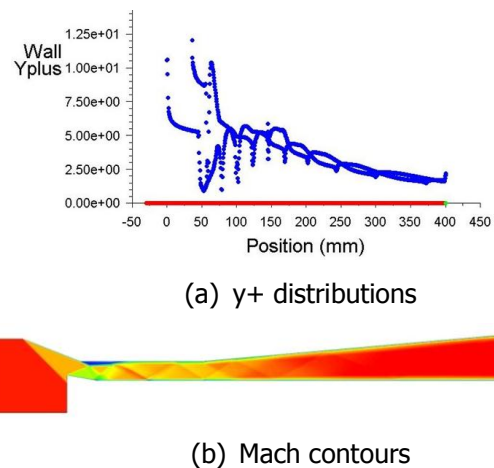 Wall
Yplus
1.25e+01
1.00e+01
7.50e+00
5.00e+00
2.50e+00
0.00e+00
-50 0 50 100 150 200 250 300 350 400 450
Position (mm)
(a) y+ distributions
(b) Mach contours